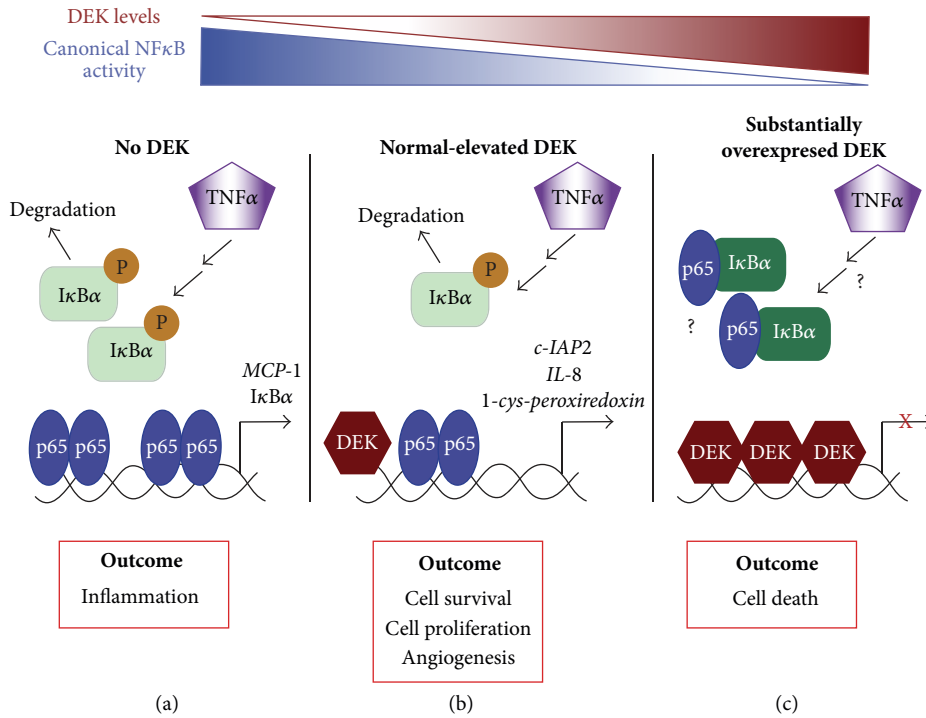 DEK levels
Canonical NFκB
activity
No DEK
TNFα
Degradation
P
IκBα
P
IκBα
MCP-1
IκBα
p65
p65
p65
p65
Outcome
Inflammation
(a)
Normal-elevated DEK
TNFα
Degradation
P
IκBα
c-IAP2
IL-8
1-cys-peroxiredoxin
DEK
p65
p65
Outcome
Cell survival
Cell proliferation
Angiogenesis
(b)
Substantially
overexpresed DEK
TNFα
p65
IκBα
?
?
p65
IκBα
X
DEK
DEK
DEK
Outcome
Cell death
(c)